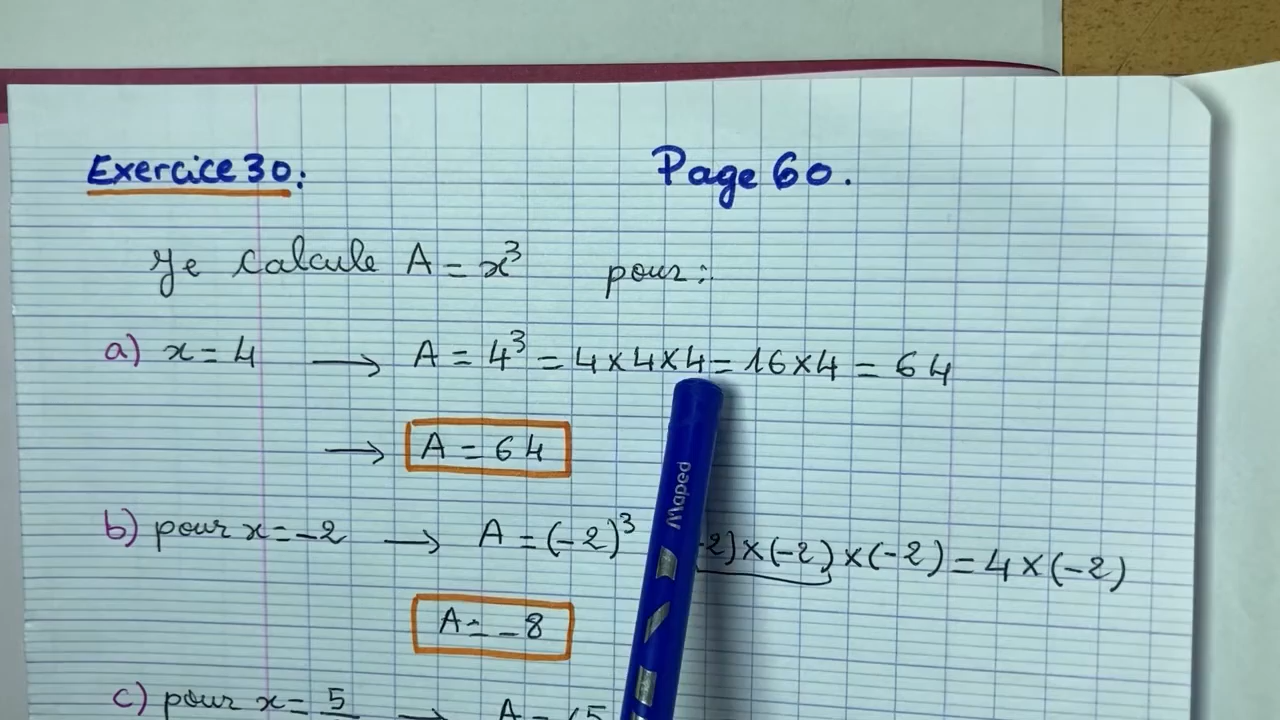 Exercice 30: Page 60.
Je calcule A = x³ pour:
a) x = 4 → A = 4³ = 4×4×4 = 16×4 = 64
→ A = 64
Maped
b) pour x = -2 → A = (-2)³ -2)×(-2)×(-2) = 4×(-2)
A = -8
c) pour x = 5 → A = (5